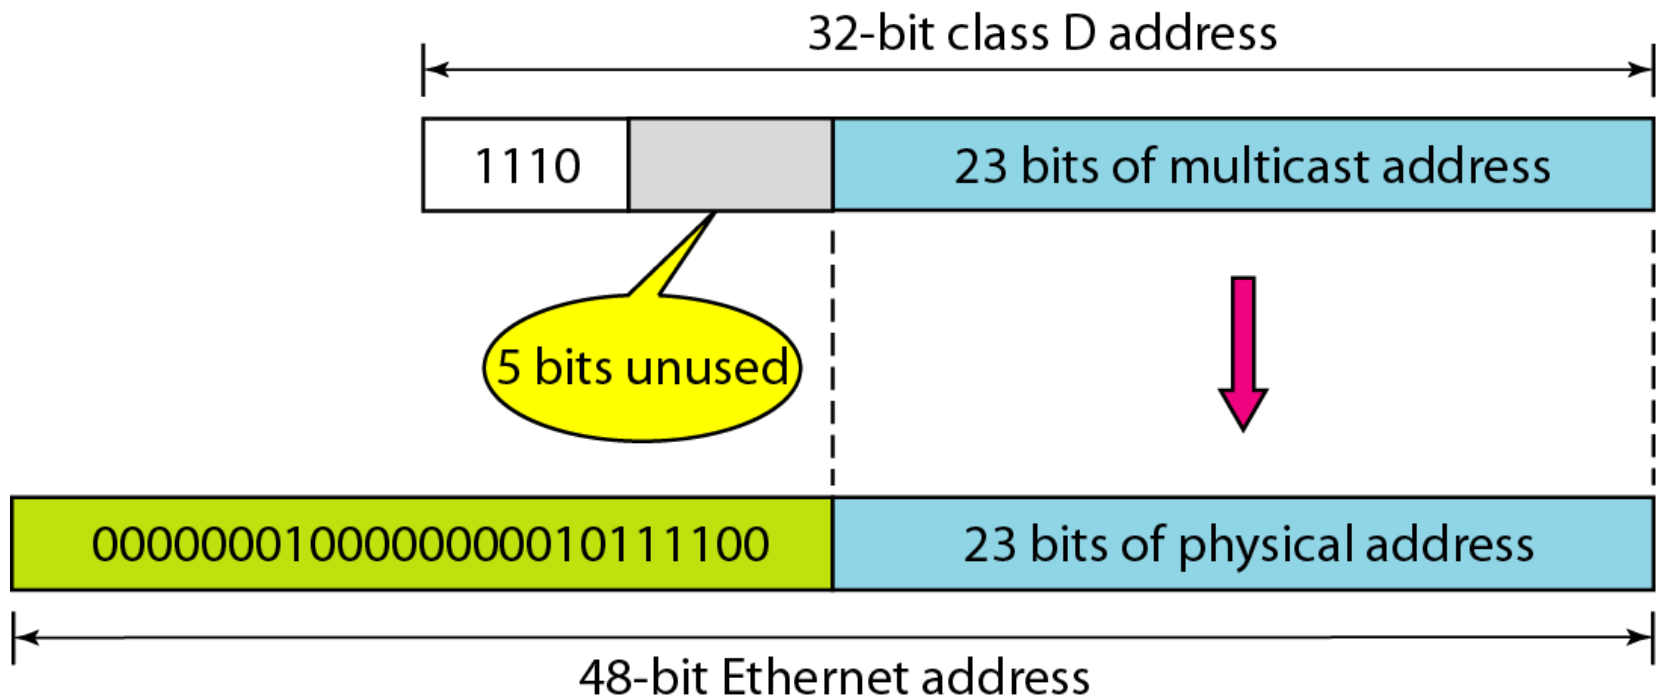 32-bit class D address
1110
23 bits of multicast address
5 bits unused
0000000100000000010111100
23 bits of physical address
48-bit Ethernet address